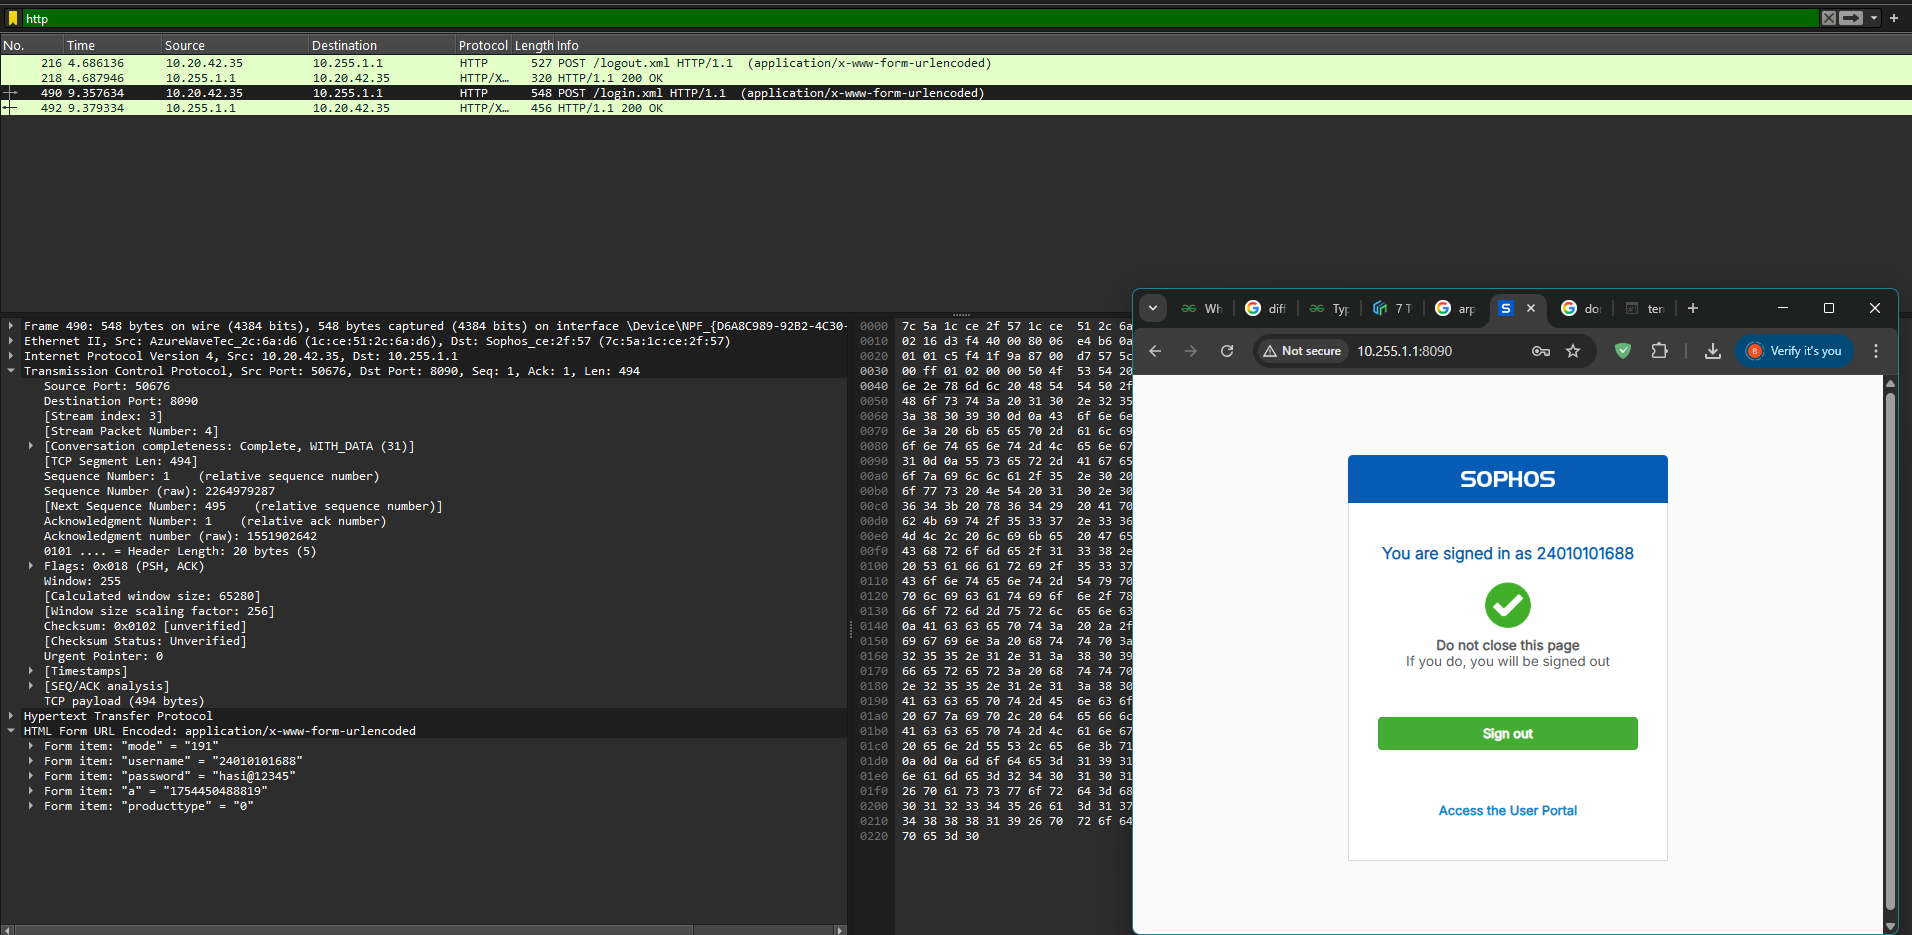 http
No. Time Source Destination Protocol Length Info
216 4.686136 10.20.42.35 10.255.1.1 HTTP 527 POST /logout.xml HTTP/1.1 (application/x-www-form-urlencoded)
218 4.687946 10.255.1.1 10.20.42.35 HTTP/X… 320 HTTP/1.1 200 OK
490 9.357634 10.20.42.35 10.255.1.1 HTTP 548 POST /login.xml HTTP/1.1 (application/x-www-form-urlencoded)
492 9.379334 10.255.1.1 10.20.42.35 HTTP/X… 456 HTTP/1.1 200 OK
Frame 490: 548 bytes on wire (4384 bits), 548 bytes captured (4384 bits) on interface \Device\NPF_{D6A8C989-92B2-4C30-
Ethernet II, Src: AzureWaveTec_2c:6a:d6 (1c:ce:51:2c:6a:d6), Dst: Sophos_ce:2f:57 (7c:5a:1c:ce:2f:57)
Internet Protocol Version 4, Src: 10.20.42.35, Dst: 10.255.1.1
Transmission Control Protocol, Src Port: 50676, Dst Port: 8090, Seq: 1, Ack: 1, Len: 494
Source Port: 50676
Destination Port: 8090
[Stream index: 3]
[Stream Packet Number: 4]
[Conversation completeness: Complete, WITH_DATA (31)]
[TCP Segment Len: 494]
Sequence Number: 1 (relative sequence number)
Sequence Number (raw): 2264979287
[Next Sequence Number: 495 (relative sequence number)]
Acknowledgment Number: 1 (relative ack number)
Acknowledgment number (raw): 1551902642
0101 .... = Header Length: 20 bytes (5)
Flags: 0x018 (PSH, ACK)
Window: 255
[Calculated window size: 65280]
[Window size scaling factor: 256]
Checksum: 0x0102 [unverified]
[Checksum Status: Unverified]
Urgent Pointer: 0
[Timestamps]
[SEQ/ACK analysis]
TCP payload (494 bytes)
Hypertext Transfer Protocol
HTML Form URL Encoded: application/x-www-form-urlencoded
Form item: "mode" = "191"
Form item: "username" = "24010101688"
Form item: "password" = "hasi@12345"
Form item: "a" = "1754450488819"
Form item: "producttype" = "0"
0000 7c 5a 1c ce 2f 57 1c ce 51 2c 6a
0010 02 16 d3 f4 40 00 80 06 e4 b6 0a
0020 01 01 c5 f4 1f 9a 87 00 d7 57 5c
0030 00 ff 01 02 00 00 50 4f 53 54 20
0040 6e 2e 78 6d 6c 20 48 54 54 50 2f
0050 48 6f 73 74 3a 20 31 30 2e 32 35
0060 3a 38 30 39 30 0d 0a 43 6f 6e 6e
0070 6e 3a 20 6b 65 65 70 2d 61 6c 69
0080 6f 6e 74 65 6e 74 2d 4c 65 6e 67
0090 31 0d 0a 55 73 65 72 2d 41 67 65
00a0 6f 7a 69 6c 6c 61 2f 35 2e 30 20
00b0 6f 77 73 20 4e 54 20 31 30 2e 30
00c0 36 34 3b 20 78 36 34 29 20 41 70
00d0 62 4b 69 74 2f 35 33 37 2e 33 36
00e0 4d 4c 2c 20 6c 69 6b 65 20 47 65
00f0 43 68 72 6f 6d 65 2f 31 33 38 2e
0100 20 53 61 66 61 72 69 2f 35 33 37
0110 43 6f 6e 74 65 6e 74 2d 54 79 70
0120 70 6c 69 63 61 74 69 6f 6e 2f 78
0130 66 6f 72 6d 2d 75 72 6c 65 6e 63
0140 0a 41 63 63 65 70 74 3a 20 2a 2f
0150 69 67 69 6e 3a 20 68 74 74 70 3a
0160 32 35 35 2e 31 2e 31 3a 38 30 39
0170 66 65 72 65 72 3a 20 68 74 74 70
0180 2e 32 35 35 2e 31 2e 31 3a 38 30
0190 41 63 63 65 70 74 2d 45 6e 63 6f
01a0 20 67 7a 69 70 2c 20 64 65 66 6c
01b0 41 63 63 65 70 74 2d 4c 61 6e 67
01c0 20 65 6e 2d 55 53 2c 65 6e 3b 71
01d0 0a 0d 0a 6d 6f 64 65 3d 31 39 31
01e0 6e 61 6d 65 3d 32 34 30 31 30 31
01f0 26 70 61 73 73 77 6f 72 64 3d 68
0200 30 31 32 33 34 35 26 61 3d 31 37
0210 34 38 38 38 31 39 26 70 72 6f 64
0220 70 65 3d 30
Wh dif Typ 7 T arp S do ter
Not secure 10.255.1.1:8090 Verify it's you
SOPHOS
You are signed in as 24010101688
Do not close this page
If you do, you will be signed out
Sign out
Access the User Portal